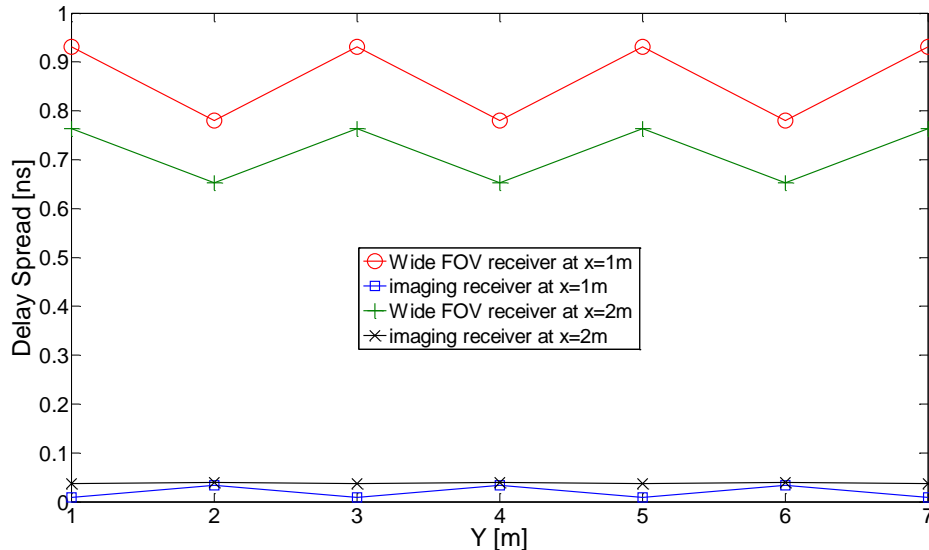 1
0.9
0.8
0.7
0.6
0.5
0.4
0.3
0.2
0.1
0
Delay Spread [ns]
Wide FOV receiver at x=1m
imaging receiver at x=1m
Wide FOV receiver at x=2m
imaging receiver at x=2m
1 2 3 4 5 6 7
Y [m]